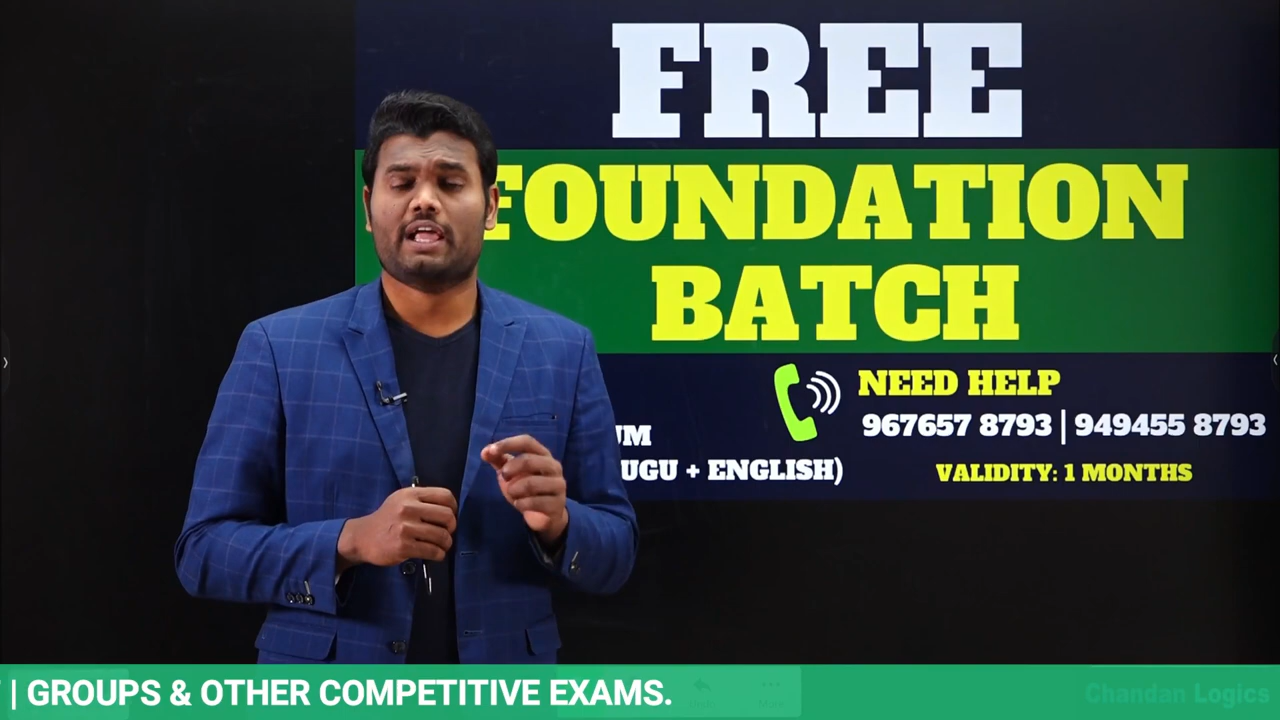 FREE
FOUNDATION
BATCH
NEED HELP
967657 8793 | 949455 8793
UM
UGU + ENGLISH)
VALIDITY: 1 MONTHS
| GROUPS & OTHER COMPETITIVE EXAMS.
Chandan Logics